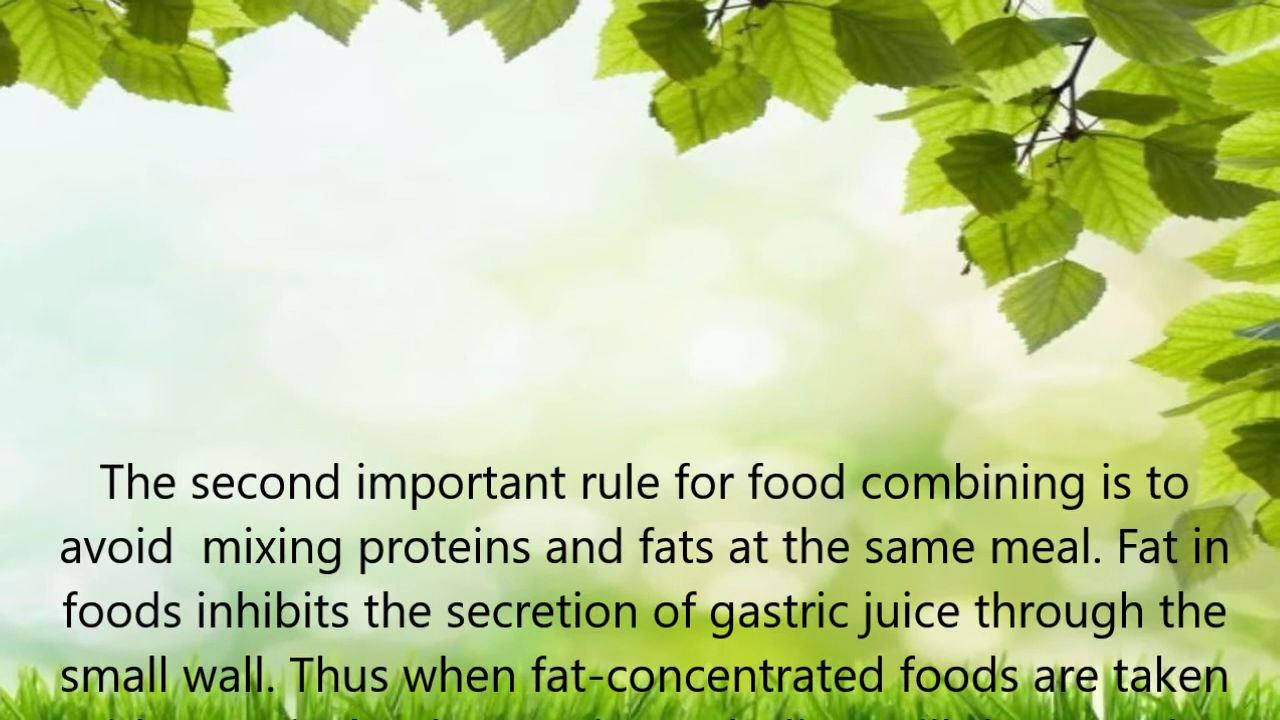 The second important rule for food combining is to
avoid  mixing proteins and fats at the same meal. Fat in
foods inhibits the secretion of gastric juice through the
small wall. Thus when fat-concentrated foods are taken